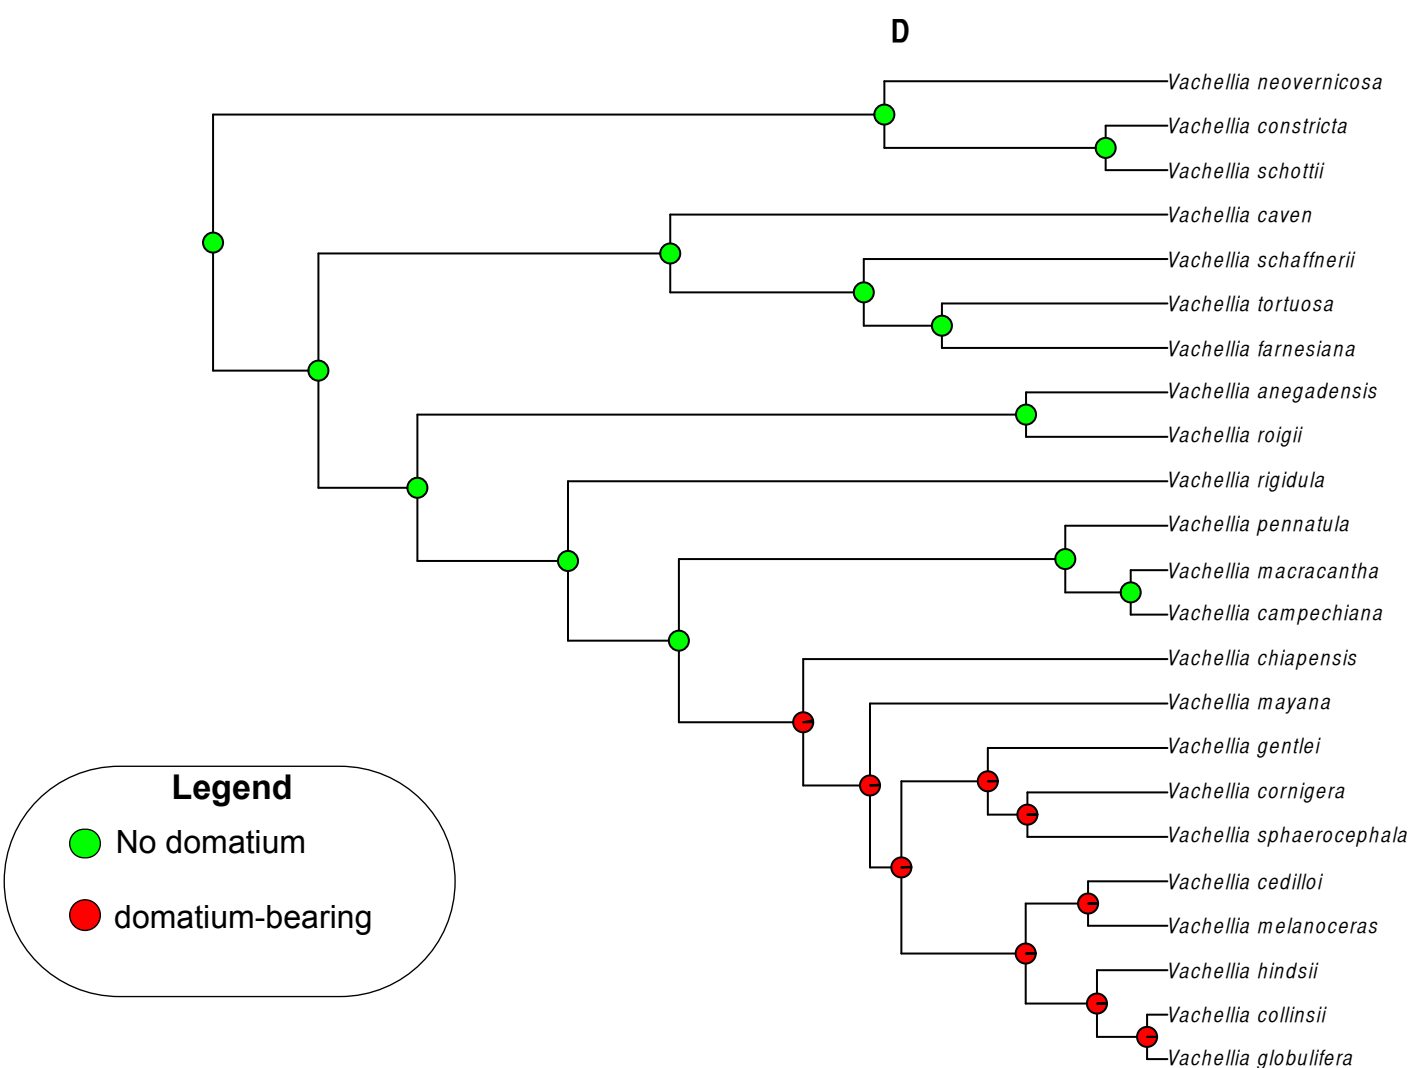 D
Vachellia neovernicosa
Vachellia constricta
Vachellia schottii
Vachellia caven
Vachellia schaffnerii
Vachellia tortuosa
Vachellia farnesiana
Vachellia anegadensis
Vachellia roigii
Vachellia rigidula
Vachellia pennatula
Vachellia macracantha
Vachellia campechiana
Vachellia chiapensis
Vachellia mayana
Vachellia gentlei
Vachellia cornigera
Vachellia sphaerocephala
Vachellia cedilloi
Vachellia melanoceras
Vachellia hindsii
Vachellia collinsii
Vachellia globulifera
Legend
No domatium
domatium-bearing